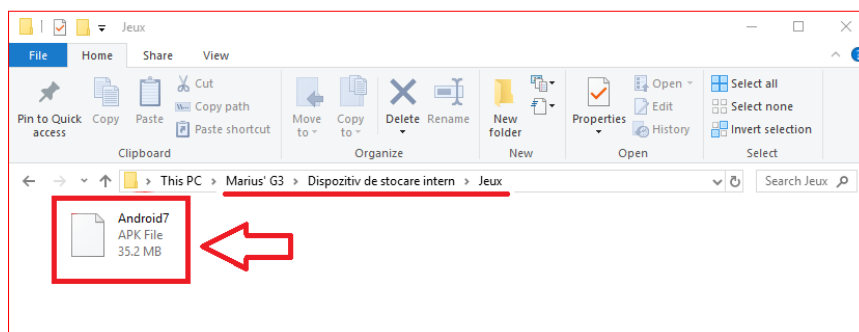 Jeux
File Home Share View
Pin to Quick access
Copy
Paste
Cut
Copy path
Paste shortcut
Move to
Copy to
Delete
Rename
New folder
Properties
Open
Edit
History
Select all
Select none
Invert selection
Clipboard Organize New Open Select
This PC > Marius' G3 > Dispozitiv de stocare intern > Jeux
Search Jeux
Android7
APK File
35.2 MB